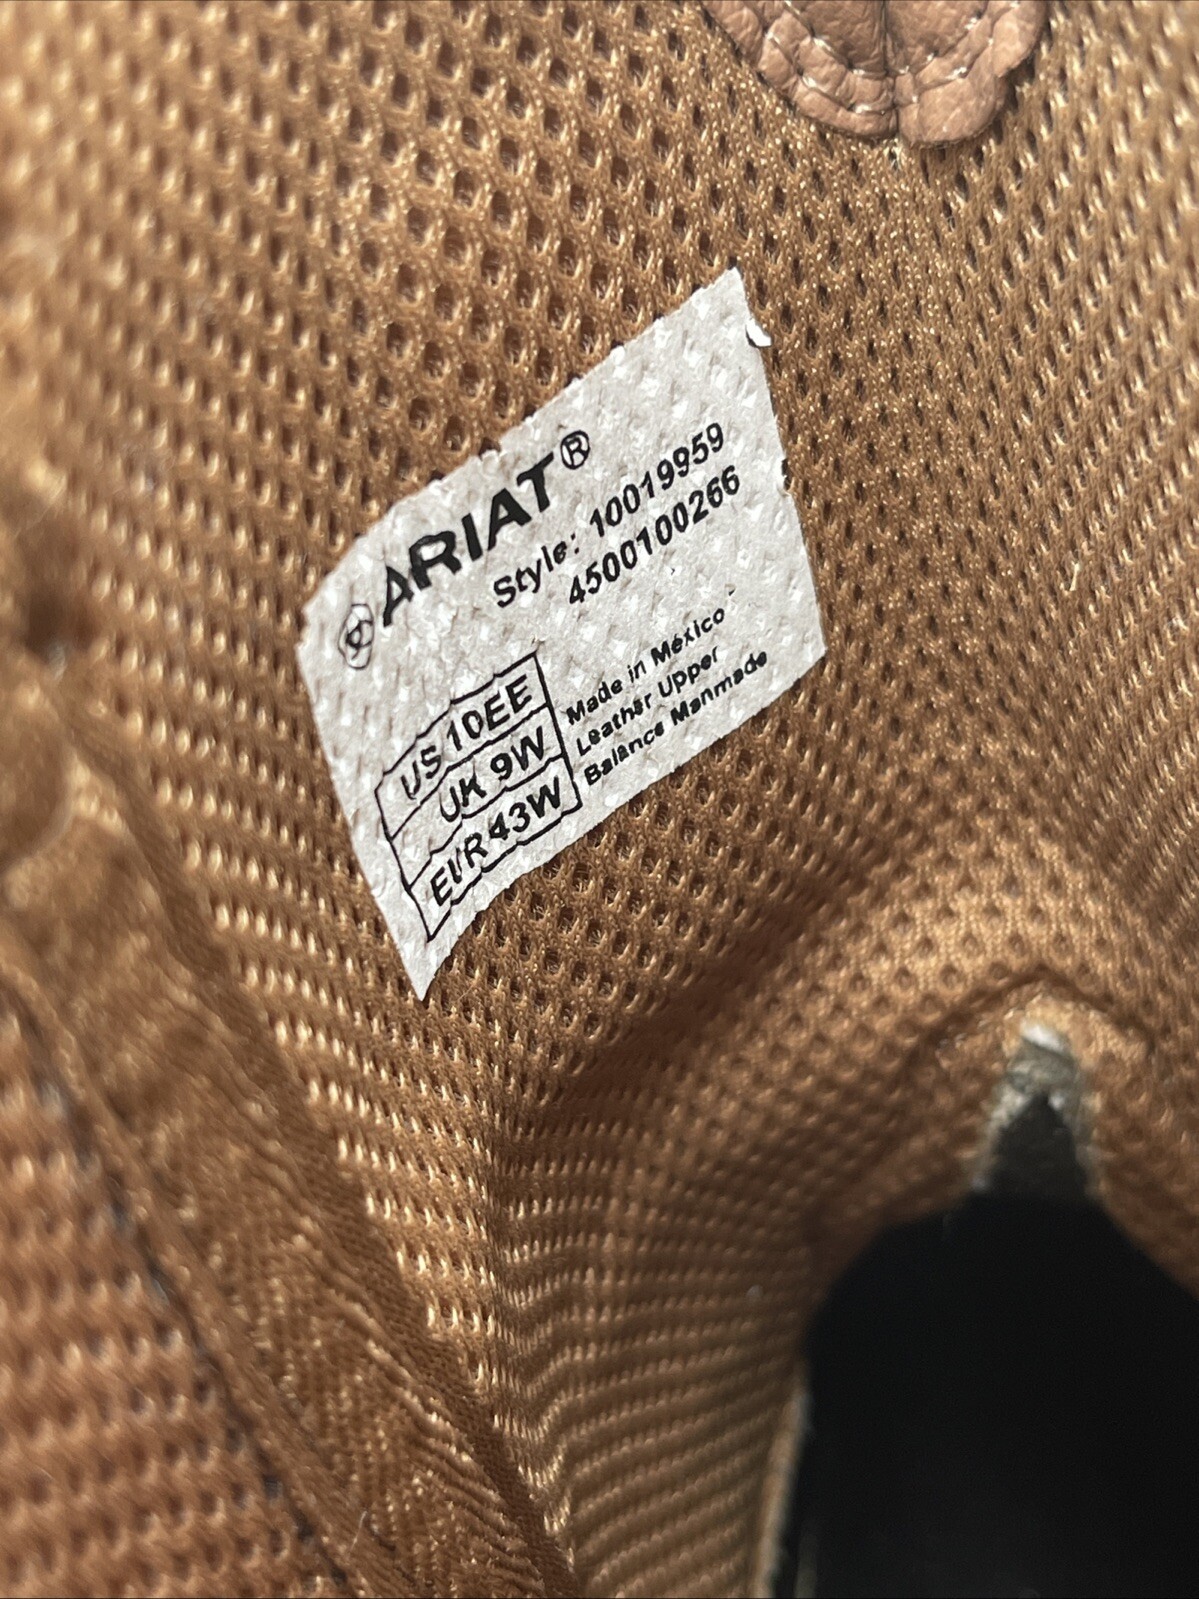 ARIAT®
Style: 10019959
4500100266
US 10EE
UK 9W
EUR 43W
Made in México
Leather Upper
Balance Manmade